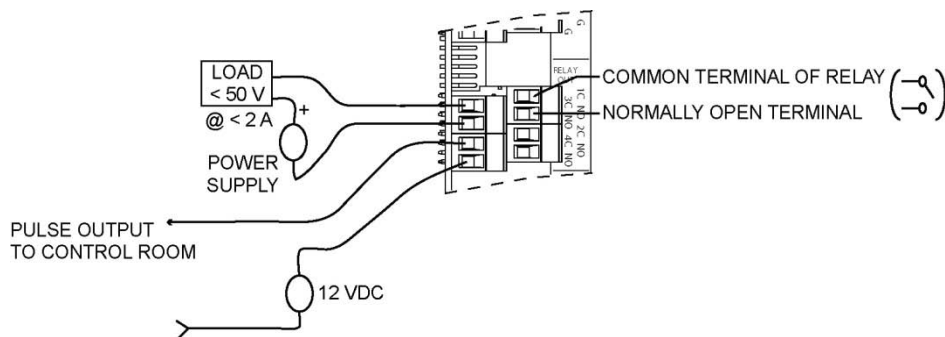 G
G
RELAY
OUT
LOAD
< 50 V
@ < 2 A
+
POWER
SUPPLY
1C NO 2C NO
3C NO 4C NO
COMMON TERMINAL OF RELAY
NORMALLY OPEN TERMINAL
PULSE OUTPUT
TO CONTROL ROOM
12 VDC